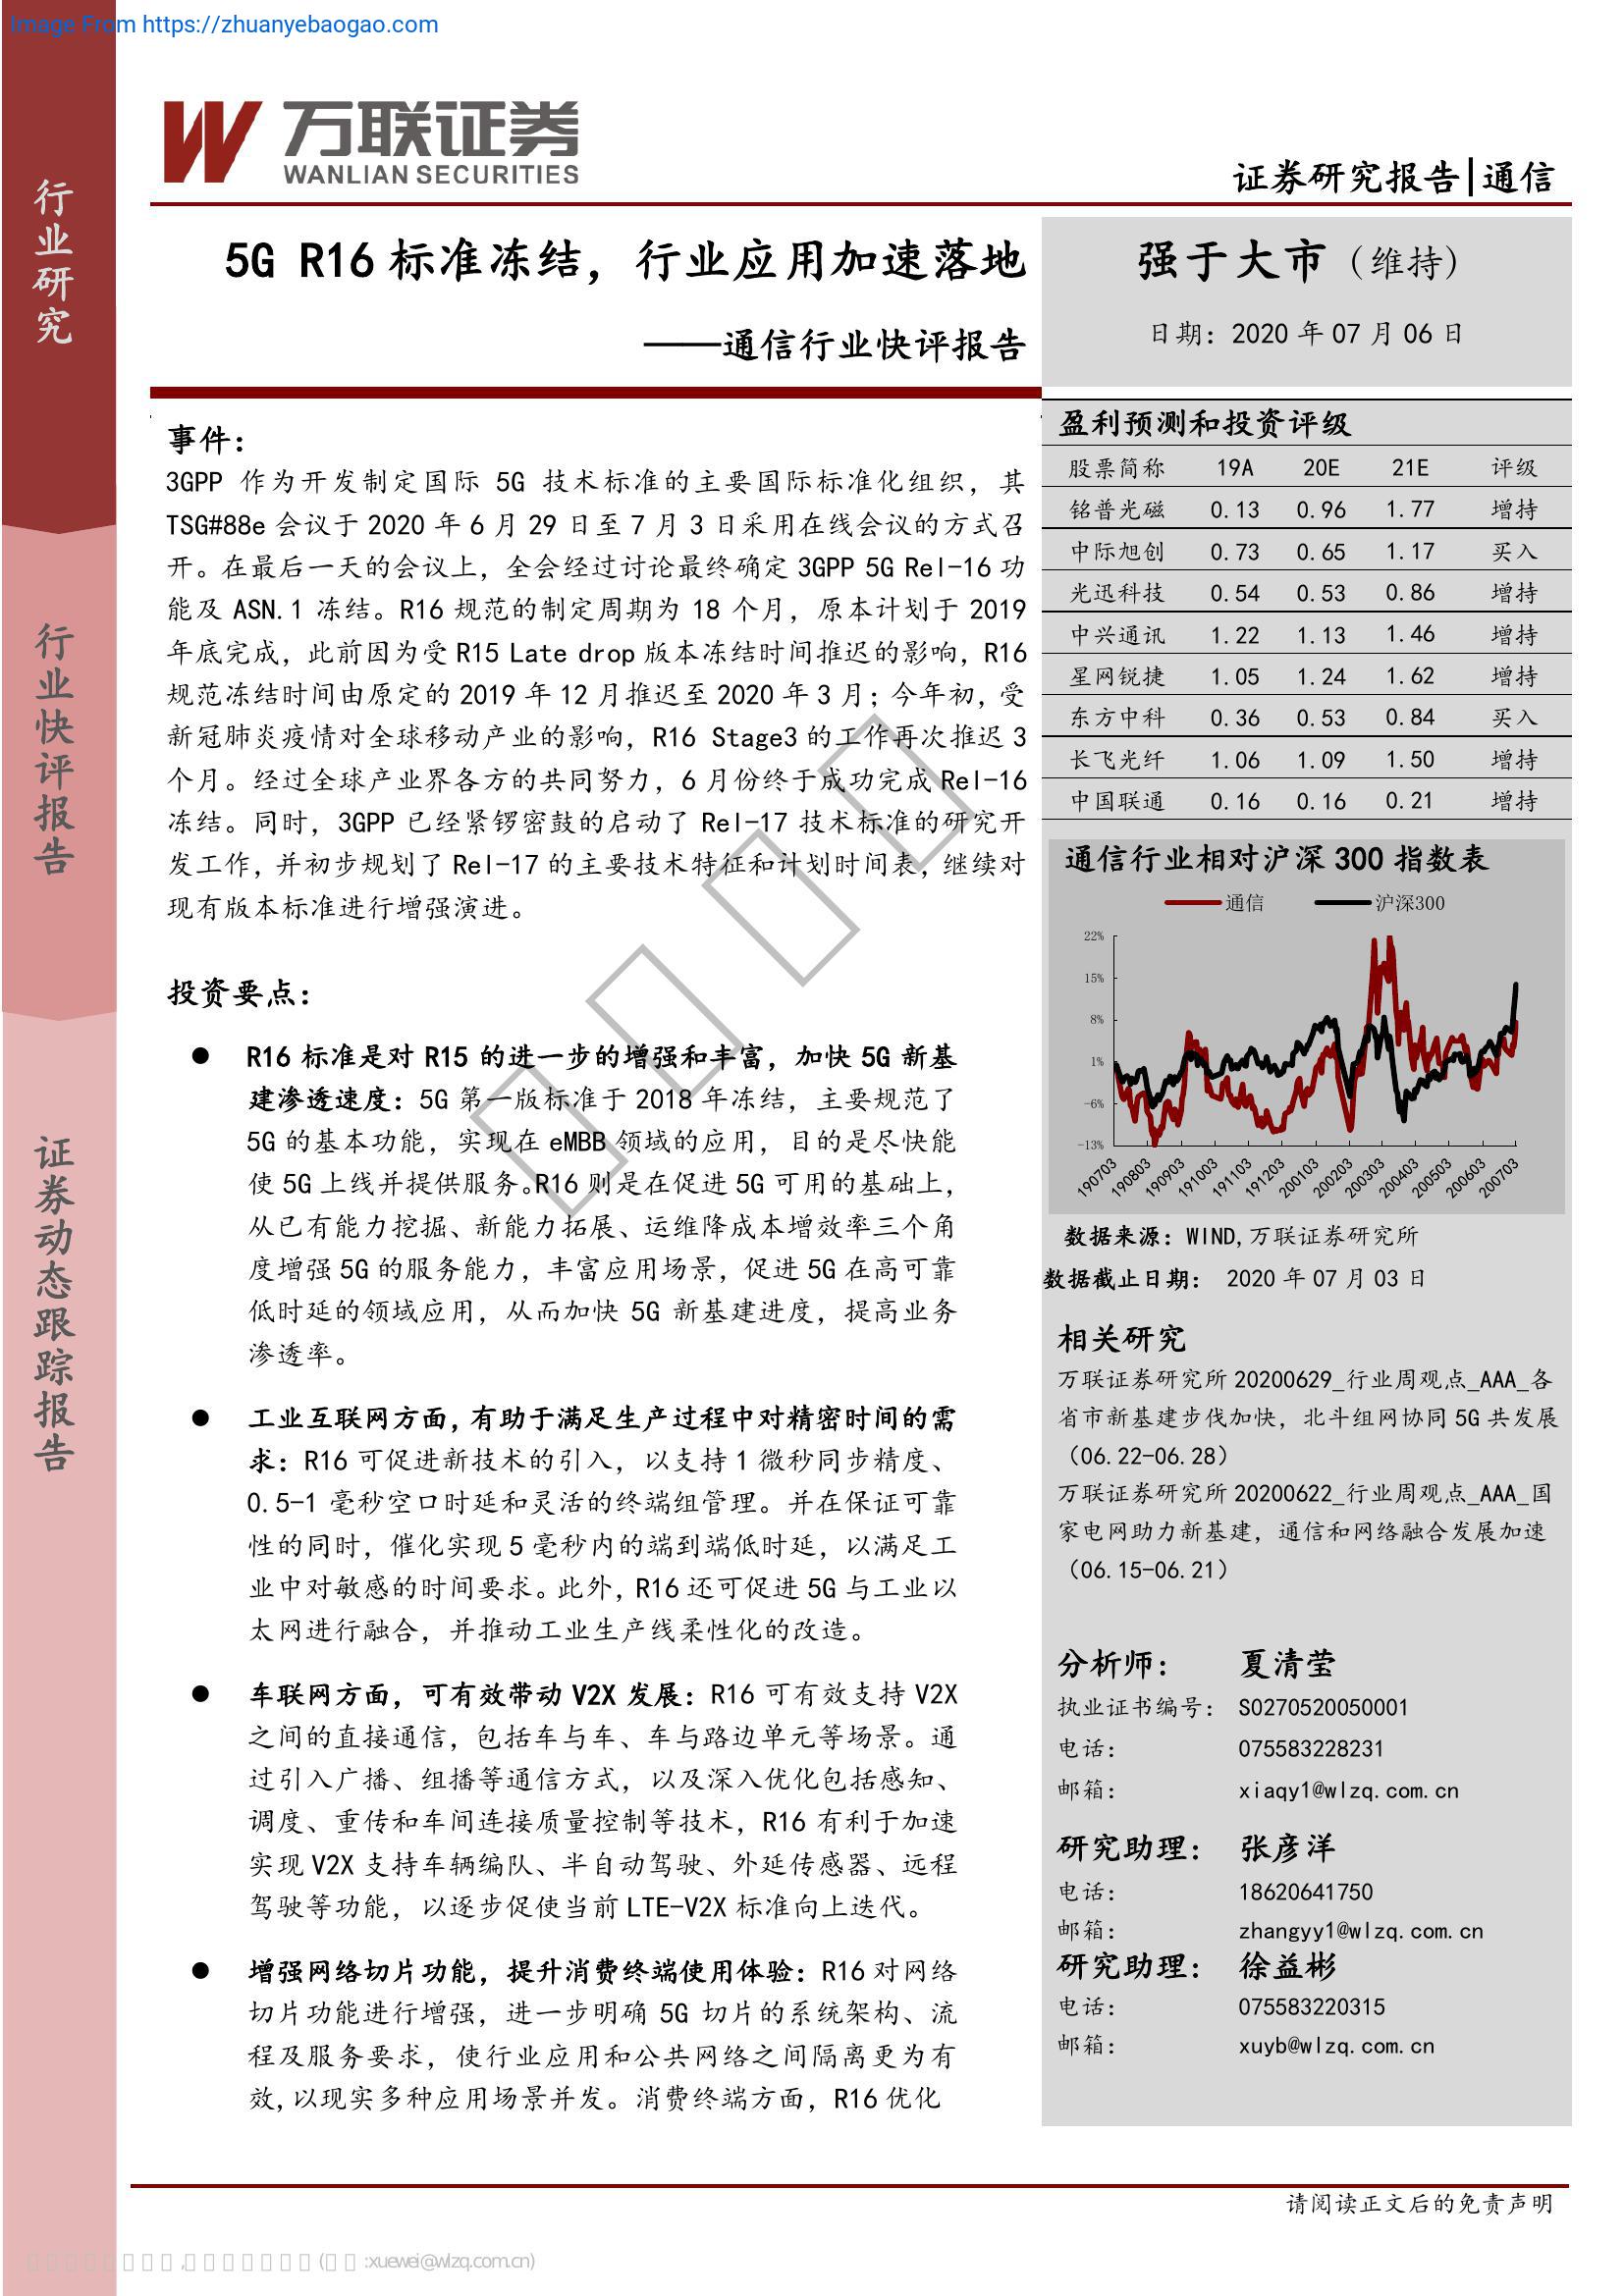 Image From https://zhuanyebaogao.com
万联证券
WANLIAN SECURITIES
证券研究报告|通信
行业研究
行业快评报告
证券动态跟踪报告
5G R16 标准冻结，行业应用加速落地
——通信行业快评报告
强于大市（维持）
日期：2020 年 07 月 06 日
事件：
3GPP 作为开发制定国际 5G 技术标准的主要国际标准化组织，其
TSG#88e 会议于 2020 年 6 月 29 日至 7 月 3 日采用在线会议的方式召
开。在最后一天的会议上，全会经过讨论最终确定 3GPP 5G Rel-16 功
能及 ASN.1 冻结。R16 规范的制定周期为 18 个月，原本计划于 2019
年底完成，此前因为受 R15 Late drop 版本冻结时间推迟的影响，R16
规范冻结时间由原定的 2019 年 12 月推迟至 2020 年 3 月；今年初，受
新冠肺炎疫情对全球移动产业的影响，R16 Stage3 的工作再次推迟 3
个月。经过全球产业界各方的共同努力，6 月份终于成功完成 Rel-16
冻结。同时，3GPP 已经紧锣密鼓的启动了 Rel-17 技术标准的研究开
发工作，并初步规划了 Rel-17 的主要技术特征和计划时间表，继续对
现有版本标准进行增强演进。
投资要点：
● R16 标准是对 R15 的进一步的增强和丰富，加快 5G 新基
建渗透速度：5G 第一版标准于 2018 年冻结，主要规范了
5G 的基本功能，实现在 eMBB 领域的应用，目的是尽快能
使 5G 上线并提供服务。R16 则是在促进 5G 可用的基础上，
从已有能力挖掘、新能力拓展、运维降成本增效率三个角
度增强 5G 的服务能力，丰富应用场景，促进 5G 在高可靠
低时延的领域应用，从而加快 5G 新基建进度，提高业务
渗透率。
● 工业互联网方面，有助于满足生产过程中对精密时间的需
求：R16 可促进新技术的引入，以支持 1 微秒同步精度、
0.5-1 毫秒空口时延和灵活的终端组管理。并在保证可靠
性的同时，催化实现 5 毫秒内的端到端低时延，以满足工
业中对敏感的时间要求。此外，R16 还可促进 5G 与工业以
太网进行融合，并推动工业生产线柔性化的改造。
● 车联网方面，可有效带动 V2X 发展：R16 可有效支持 V2X
之间的直接通信，包括车与车、车与路边单元等场景。通
过引入广播、组播等通信方式，以及深入优化包括感知、
调度、重传和车间连接质量控制等技术，R16 有利于加速
实现 V2X 支持车辆编队、半自动驾驶、外延传感器、远程
驾驶等功能，以逐步促使当前 LTE-V2X 标准向上迭代。
● 增强网络切片功能，提升消费终端使用体验：R16 对网络
切片功能进行增强，进一步明确 5G 切片的系统架构、流
程及服务要求，使行业应用和公共网络之间隔离更为有
效，以现实多种应用场景并发。消费终端方面，R16 优化
盈利预测和投资评级
股票简称 19A 20E 21E 评级
铭普光磁 0.13 0.96 1.77 增持
中际旭创 0.73 0.65 1.17 买入
光迅科技 0.54 0.53 0.86 增持
中兴通讯 1.22 1.13 1.46 增持
星网锐捷 1.05 1.24 1.62 增持
东方中科 0.36 0.53 0.84 买入
长飞光纤 1.06 1.09 1.50 增持
中国联通 0.16 0.16 0.21 增持
通信行业相对沪深 300 指数表
通信 沪深300
22%
15%
8%
1%
-6%
-13%
190703 190803 190903 191003 191103 191203 200103 200203 200303 200403 200503 200603 200703
数据来源：WIND,万联证券研究所
数据截止日期： 2020 年 07 月 03 日
相关研究
万联证券研究所 20200629_行业周观点_AAA_各
省市新基建步伐加快，北斗组网协同 5G 共发展
（06.22-06.28）
万联证券研究所 20200622_行业周观点_AAA_国
家电网助力新基建，通信和网络融合发展加速
（06.15-06.21）
分析师： 夏清莹
执业证书编号： S0270520050001
电话： 075583228231
邮箱： xiaqy1@wlzq.com.cn
研究助理： 张彦洋
电话： 18620641750
邮箱： zhangyy1@wlzq.com.cn
研究助理： 徐益彬
电话： 075583220315
邮箱： xuyb@wlzq.com.cn
请阅读正文后的免责声明
:xuewei@wlzq.com.cn)